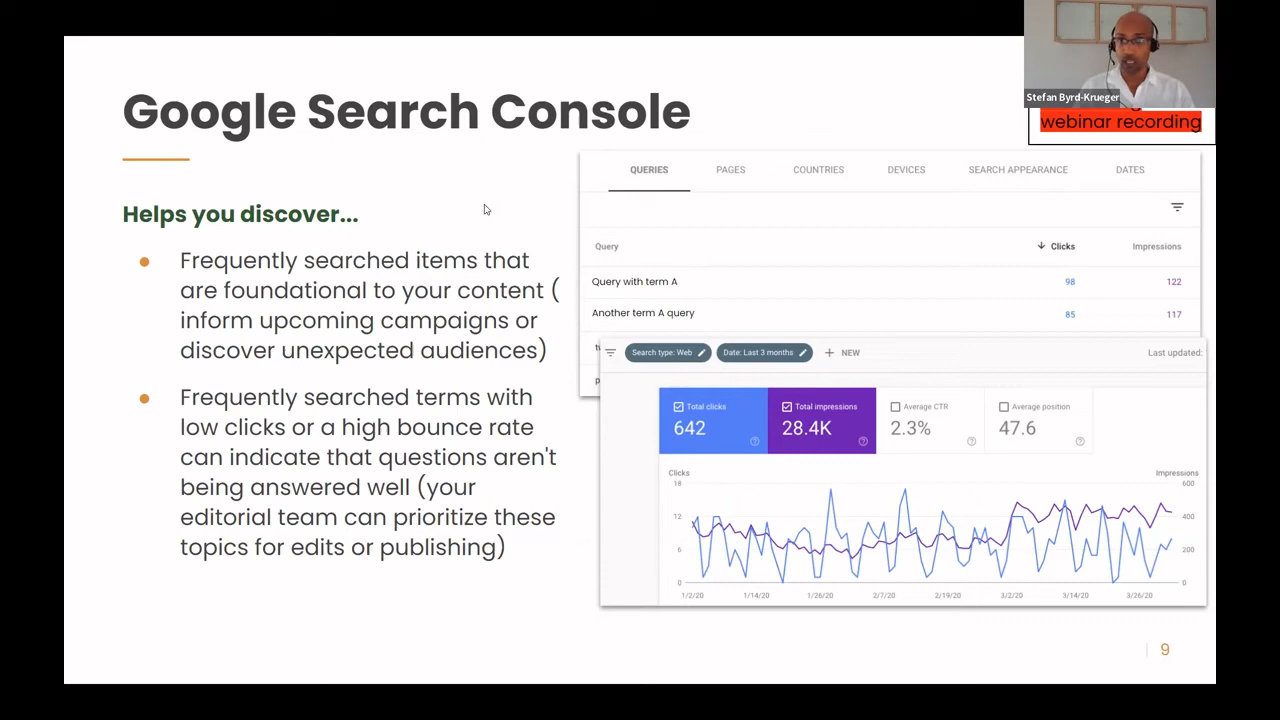 Google Search Console
Stefan Byrd-Krueger
webinar recording
Helps you discover...
Frequently searched items that
are foundational to your content (
inform upcoming campaigns or
discover unexpected audiences)
Frequently searched terms with
low clicks or a high bounce rate
can indicate that questions aren't
being answered well (your
editorial team can prioritize these
topics for edits or publishing)
QUERIES PAGES COUNTRIES DEVICES SEARCH APPEARANCE DATES
Query Clicks Impressions
Query with term A 98 122
Another term A query 85 117
Search type: Web Date: Last 3 months + NEW Last updated:
Total clicks Total impressions Average CTR Average position
642 28.4K 2.3% 47.6
Clicks Impressions
18 600
12 400
6 200
0 0
1/2/20 1/14/20 1/26/20 2/7/20 2/19/20 3/2/20 3/14/20 3/26/20
9